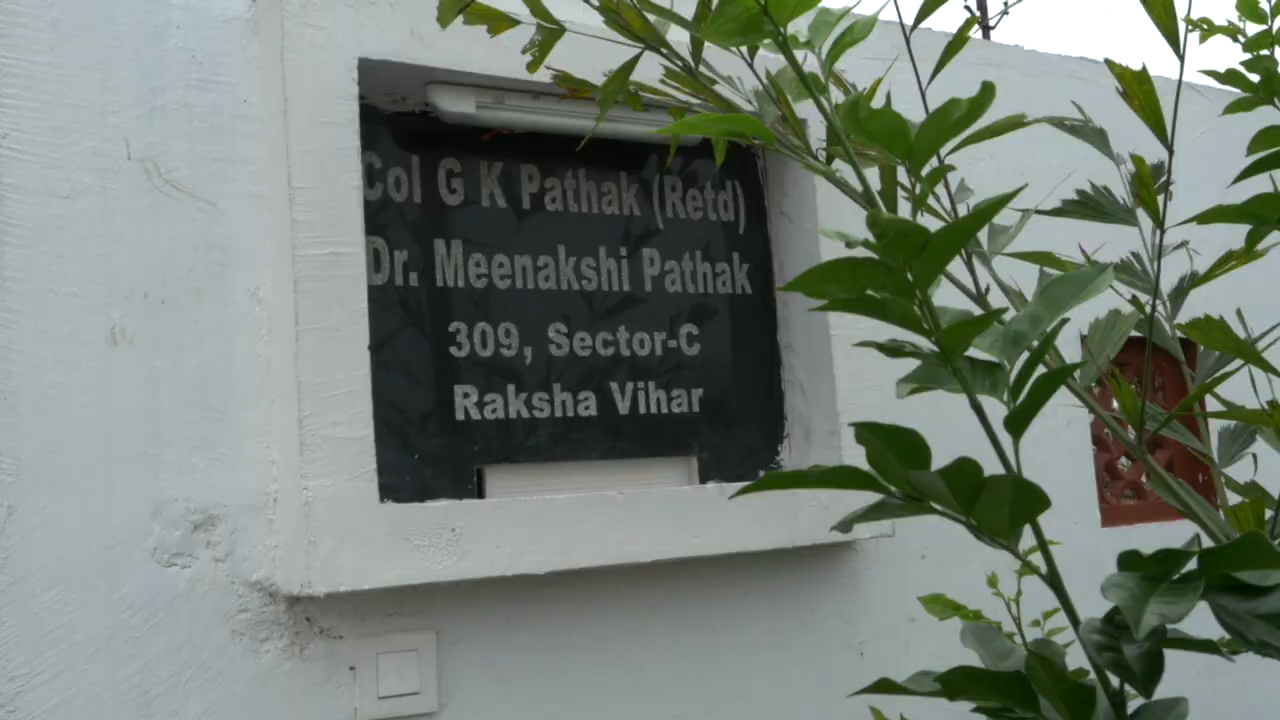 Col G K Pathak (Retd)
Dr. Meenakshi Pathak
309, Sector-C
Raksha Vihar